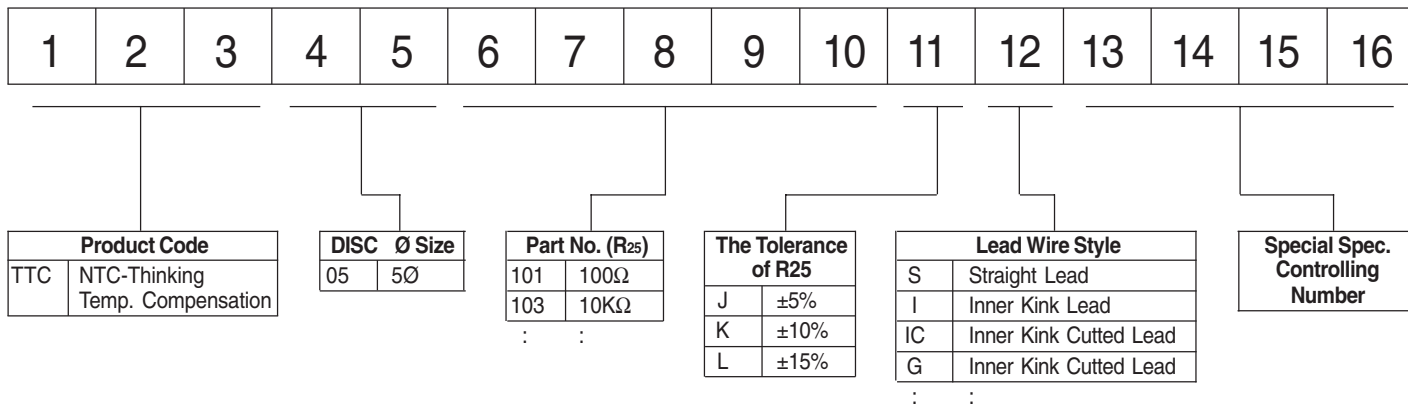 1 2 3 4 5 6 7 8 9 10 11 12 13 14 15 16
Product Code
TTC NTC-Thinking
Temp. Compensation
DISC Ø Size
05 5Ø
Part No. (R25)
101 100Ω
103 10KΩ
: :
The Tolerance
of R25
J ±5%
K ±10%
L ±15%
Lead Wire Style
S Straight Lead
I Inner Kink Lead
IC Inner Kink Cutted Lead
G Inner Kink Cutted Lead
: :
Special Spec.
Controlling
Number